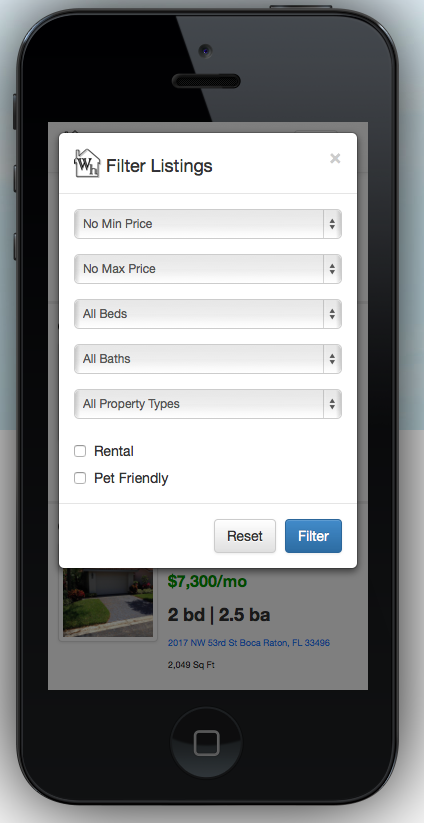 Wh
Filter Listings
×
No Min Price
No Max Price
All Beds
All Baths
All Property Types
Rental
Pet Friendly
Reset
Filter
$7,300/mo
2 bd | 2.5 ba
2017 NW 53rd St Boca Raton, FL 33496
2,049 Sq Ft